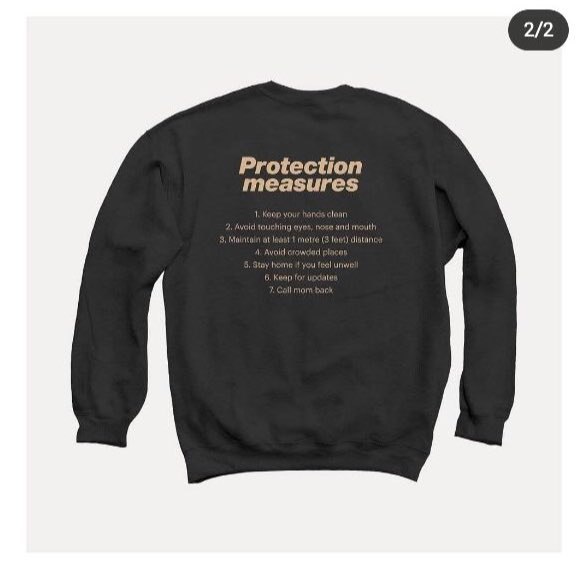 2/2
Protection
measures
1. Keep your hands clean
2. Avoid touching eyes, nose and mouth
3. Maintain at least 1 metre (3 feet) distance
4. Avoid crowded places
5. Stay home if you feel unwell
6. Keep for updates
7. Call mom back